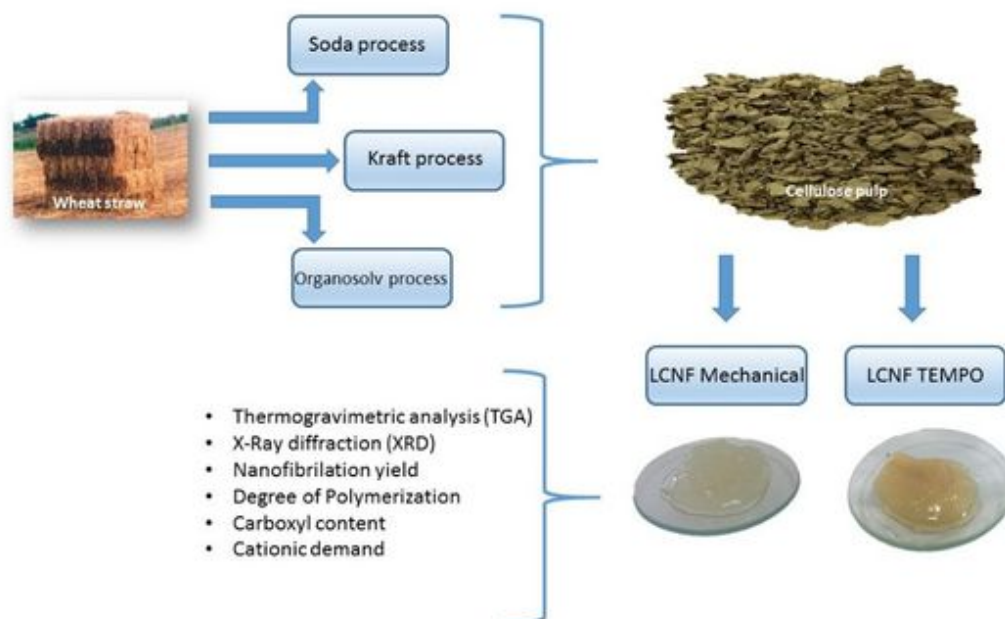 Soda process
Wheat straw
Kraft process
Organosolv process
Cellulose pulp
LCNF Mechanical
LCNF TEMPO
• Thermogravimetric analysis (TGA)
• X-Ray diffraction (XRD)
• Nanofibrilation yield
• Degree of Polymerization
• Carboxyl content
• Cationic demand